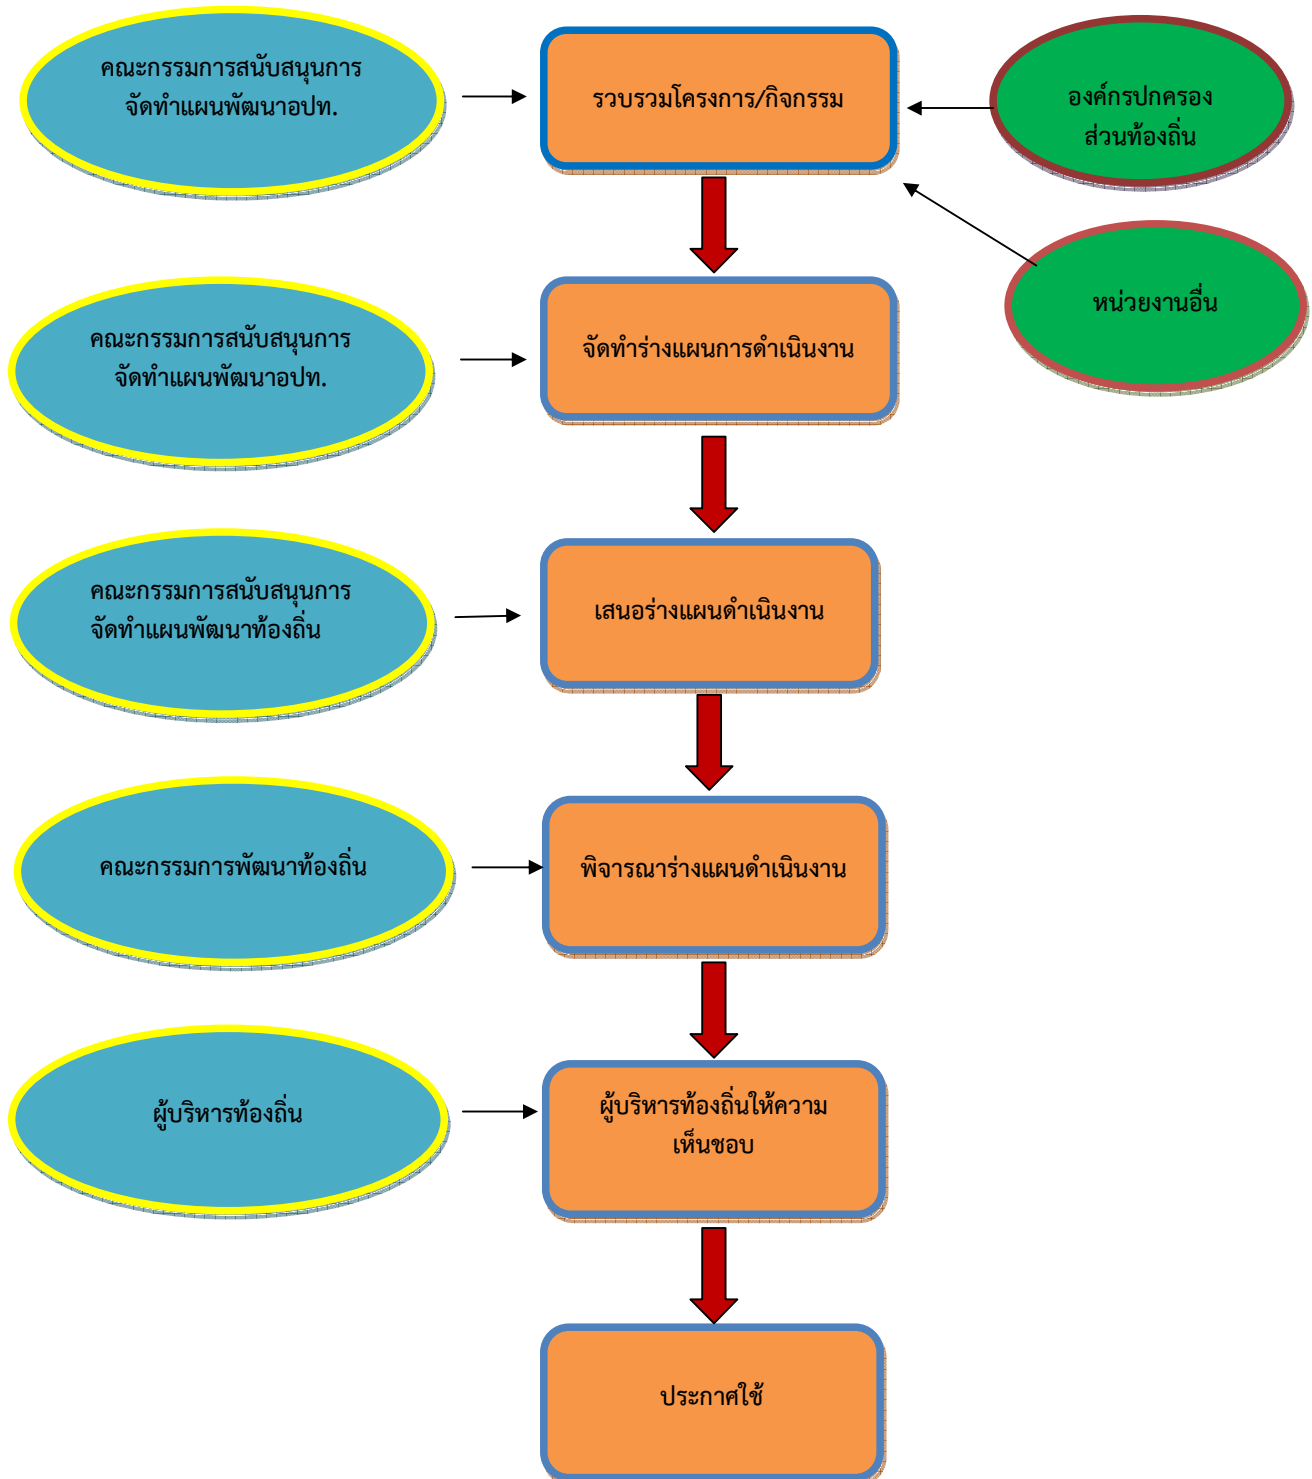 คณะกรรมการสนับสนุนการ
จัดทำแผนพัฒนาอปท.
รวบรวมโครงการ/กิจกรรม
องค์กรปกครอง
ส่วนท้องถิ่น
หน่วยงานอื่น
คณะกรรมการสนับสนุนการ
จัดทำแผนพัฒนาอปท.
จัดทำร่างแผนการดำเนินงาน
คณะกรรมการสนับสนุนการ
จัดทำแผนพัฒนาท้องถิ่น
เสนอร่างแผนดำเนินงาน
คณะกรรมการพัฒนาท้องถิ่น
พิจารณาร่างแผนดำเนินงาน
ผู้บริหารท้องถิ่น
ผู้บริหารท้องถิ่นให้ความ
เห็นชอบ
ประกาศใช้